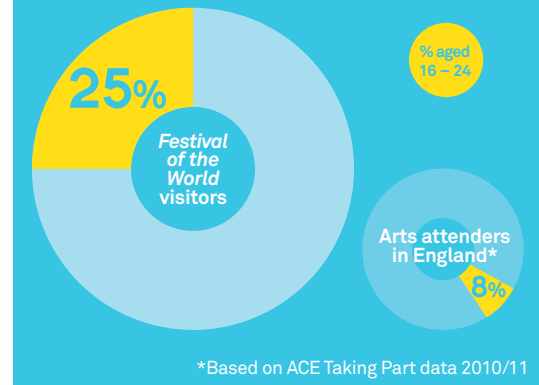 25%
Festival
of the
World
visitors
% aged
16 – 24
Arts attenders
in England*
8%
*Based on ACE Taking Part data 2010/11